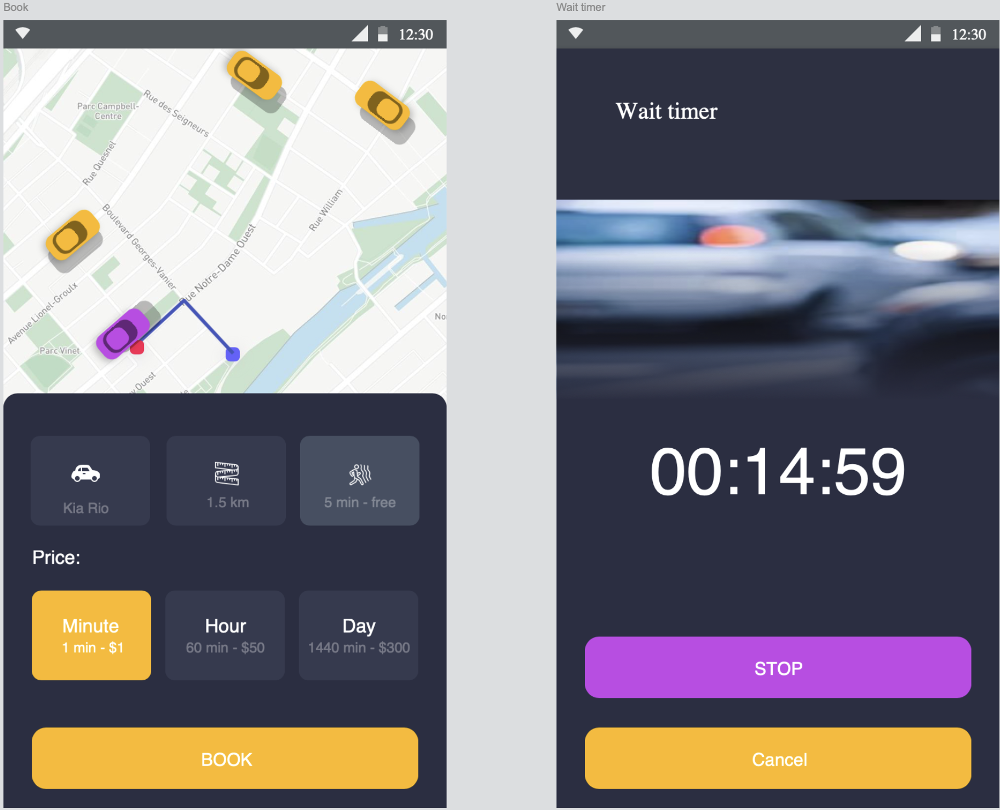 Book
12:30
Parc Campbell-
Centre
Rue des Seigneurs
Rue Quesnel
Boulevard Georges-Vanier
Rue William
Rue Notre-Dame Ouest
Avenue Lionel-Groulx
Parc Vinet
Ouest
Kia Rio
1.5 km
5 min - free
Price:
Minute
1 min - $1
Hour
60 min - $50
Day
1440 min - $300
BOOK
Wait timer
12:30
Wait timer
00:14:59
STOP
Cancel